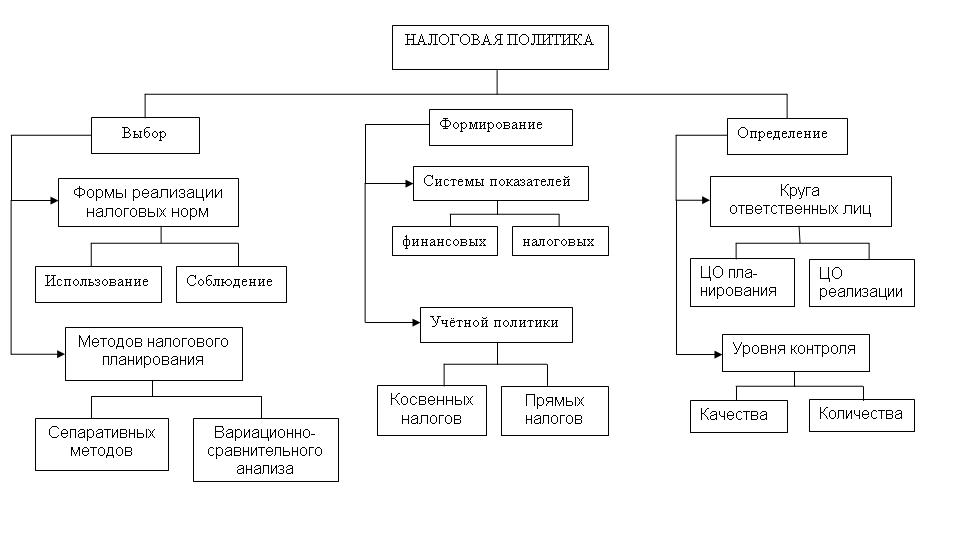 НАЛОГОВАЯ ПОЛИТИКА
Выбор
Формы реализации
налоговых норм
Использование
Соблюдение
Методов налогового
планирования
Сепаративных
методов
Вариационно-
сравнительного
анализа
Формирование
Системы показателей
финансовых
налоговых
Учётной политики
Косвенных
налогов
Прямых
налогов
Определение
Круга
ответственных лиц
ЦО пла-
нирования
ЦО
реализации
Уровня контроля
Качества
Количества